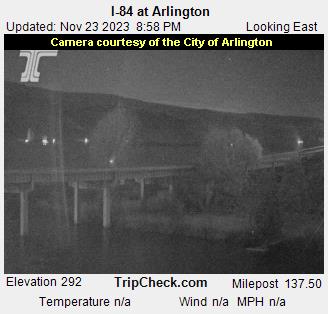 I-84 at Arlington
Updated: Nov 23 2023 8:58 PM Looking East
Camera courtesy of the City of Arlington
Elevation 292 TripCheck.com Milepost 137.50
Temperature n/a Wind n/a MPH n/a